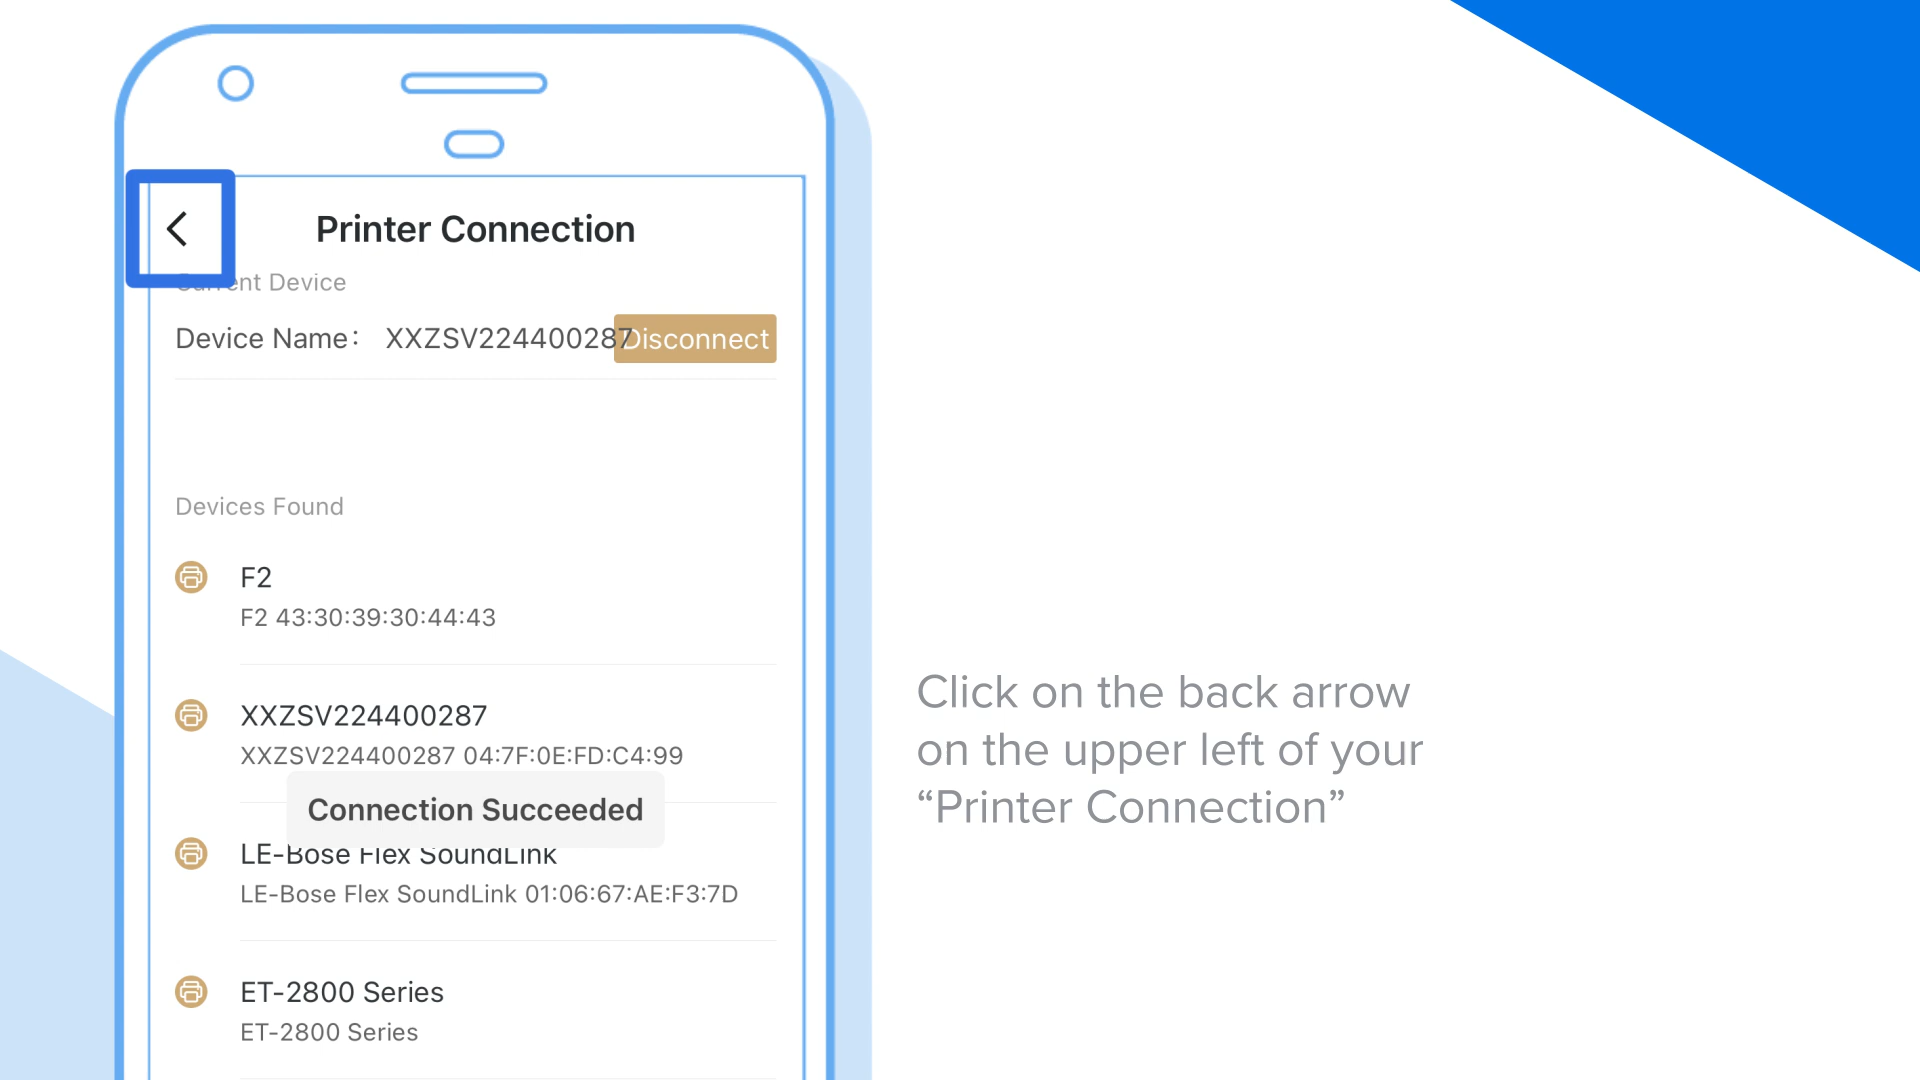 Printer Connection
Current Device
Device Name: XXZSV224400287 Disconnect
Devices Found
F2
F2 43:30:39:30:44:43
XXZSV224400287
XXZSV224400287 04:7F:0E:FD:C4:99
Connection Succeeded
LE-Bose Flex SoundLink
LE-Bose Flex SoundLink 01:06:67:AE:F3:7D
ET-2800 Series
ET-2800 Series
Click on the back arrow
on the upper left of your
“Printer Connection”